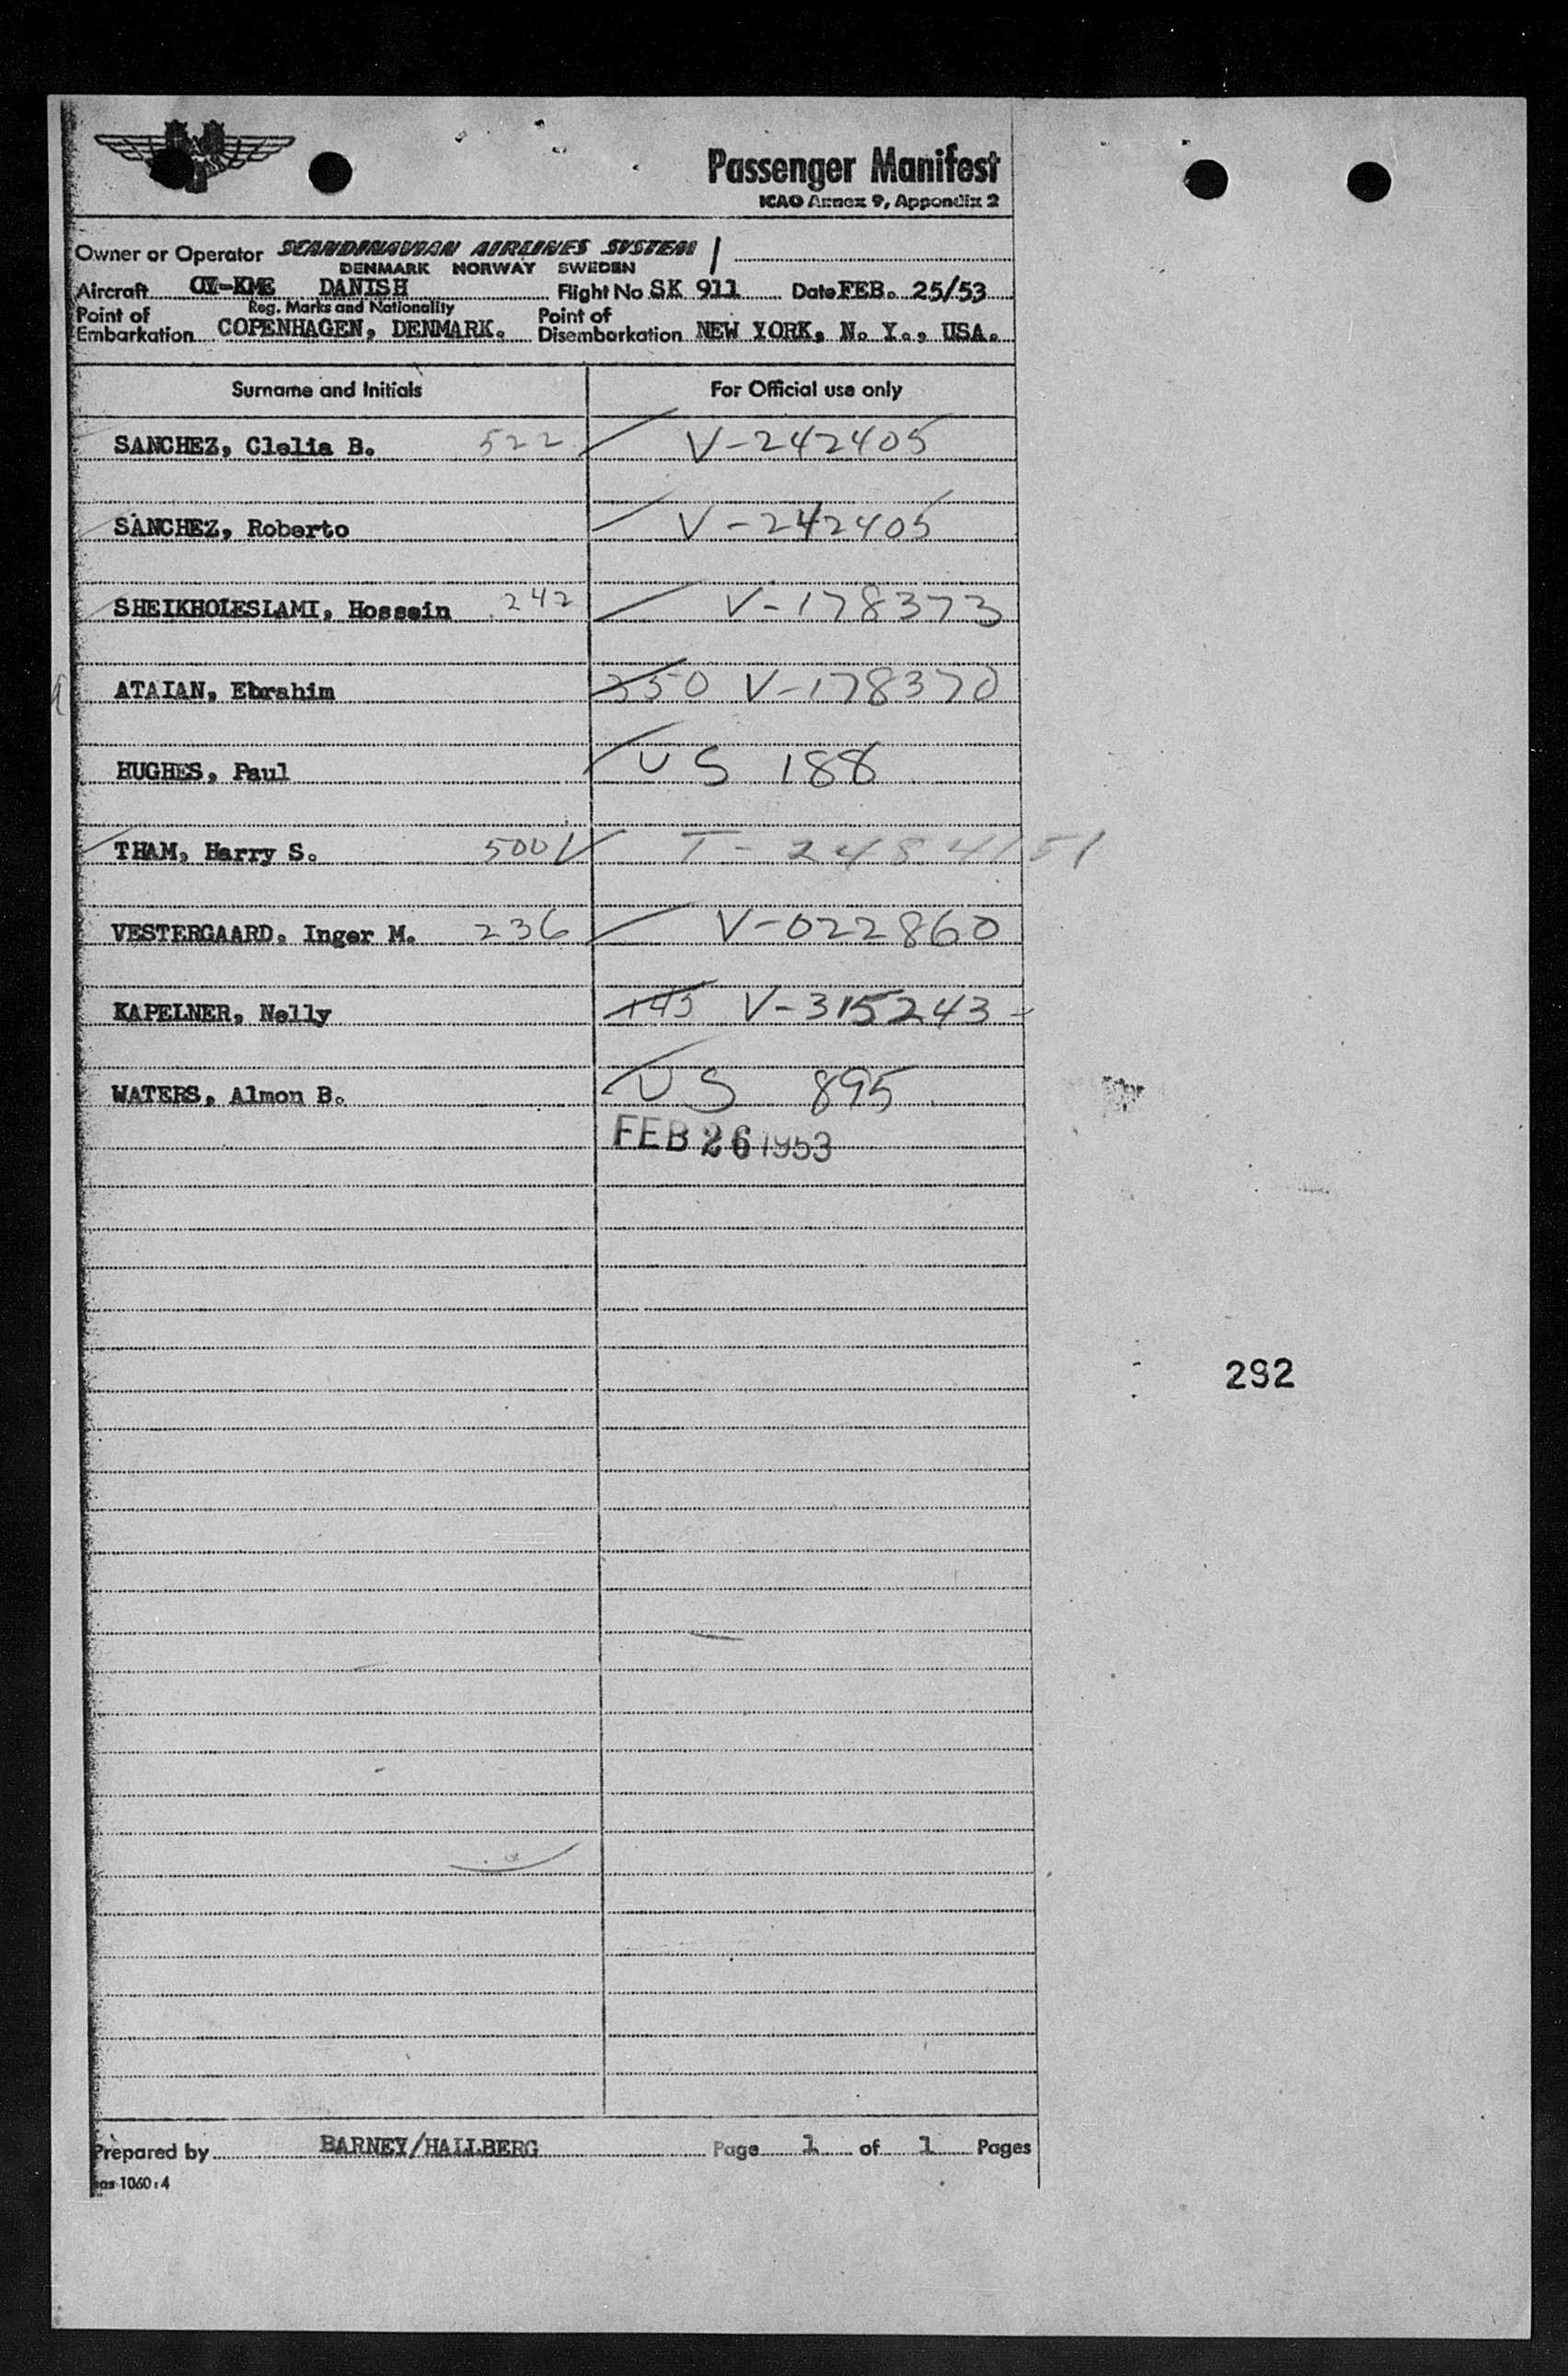 Passenger Manifest
ICAO Annex 9, Appendix 2
Owner or Operator SCANDINAVIAN AIRLINES SYSTEM
DENMARK NORWAY SWEDEN
Aircraft OY-KME DANISH Flight No SK 911 Date FEB. 25/53
Reg. Marks and Nationality
Point of Embarkation COPENHAGEN, DENMARK. Point of Disembarkation NEW YORK, N. Y., USA.
Surname and Initials For Official use only
SANCHEZ, Clelia B. 522 V-242405
SANCHEZ, Roberto V-242405
SHEIKHOLESLAMI, Hossein 242 V-178373
ATAIAN, Ebrahim 350 V-178370
HUGHES, Paul US 188
THAM, Harry S. 500 T-
VESTERGAARD, Inger M. 236 V-022860
KAPELNER, Nelly 145 V-315243
WATERS, Almon B. US 895
FEB 26 1953
292
Prepared by BARNEY/HALLBERG Page 1 of 1 Pages
sas 1060:4